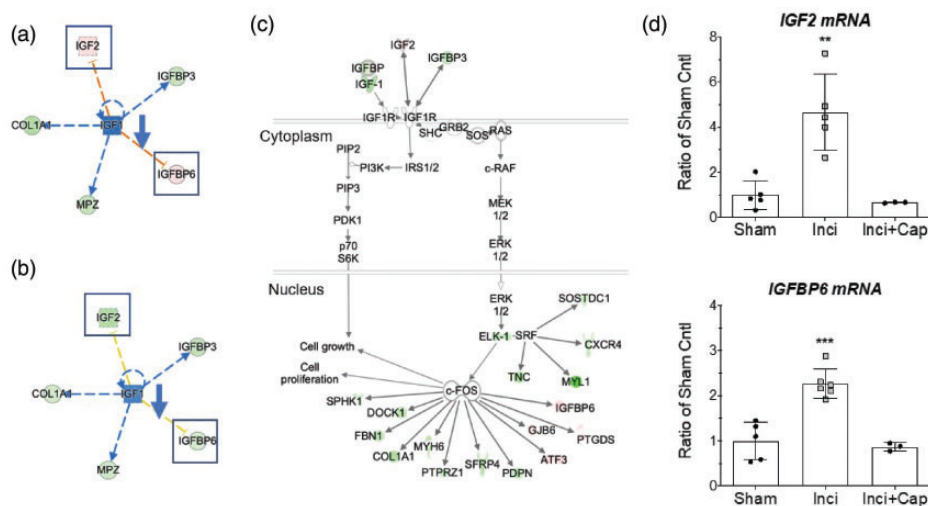 (a)
IGF2
IGFBP3
COL1A1
IGF1
IGFBP6
MPZ
(b)
IGF2
IGFBP3
COL1A1
IGF1
IGFBP6
MPZ
(c)
IGF2
IGFBP
IGFBP3
IGF-1
IGF1R IGF1R
SHC GRB2 SOS RAS
Cytoplasm
PIP2
c-RAF
PI3K IRS1/2
PIP3
MEK
1/2
PDK1
p70
S6K
ERK
1/2
Nucleus
ERK
1/2
SOSTDC1
ELK-1 SRF
CXCR4
Cell growth
Cell
proliferation
TNC
MYL1
c-FOS
SPHK1
IGFBP6
DOCK1
GJB6
PTGDS
FBN1
MYH6
ATF3
COL1A1
SFRP4
PDPN
PTPRZ1
(d)
IGF2 mRNA
Ratio of Sham Cntl
8
6
4
2
0
**
Sham Inci Inci+Cap
IGFBP6 mRNA
Ratio of Sham Cntl
4
3
2
1
0
***
Sham Inci Inci+Cap